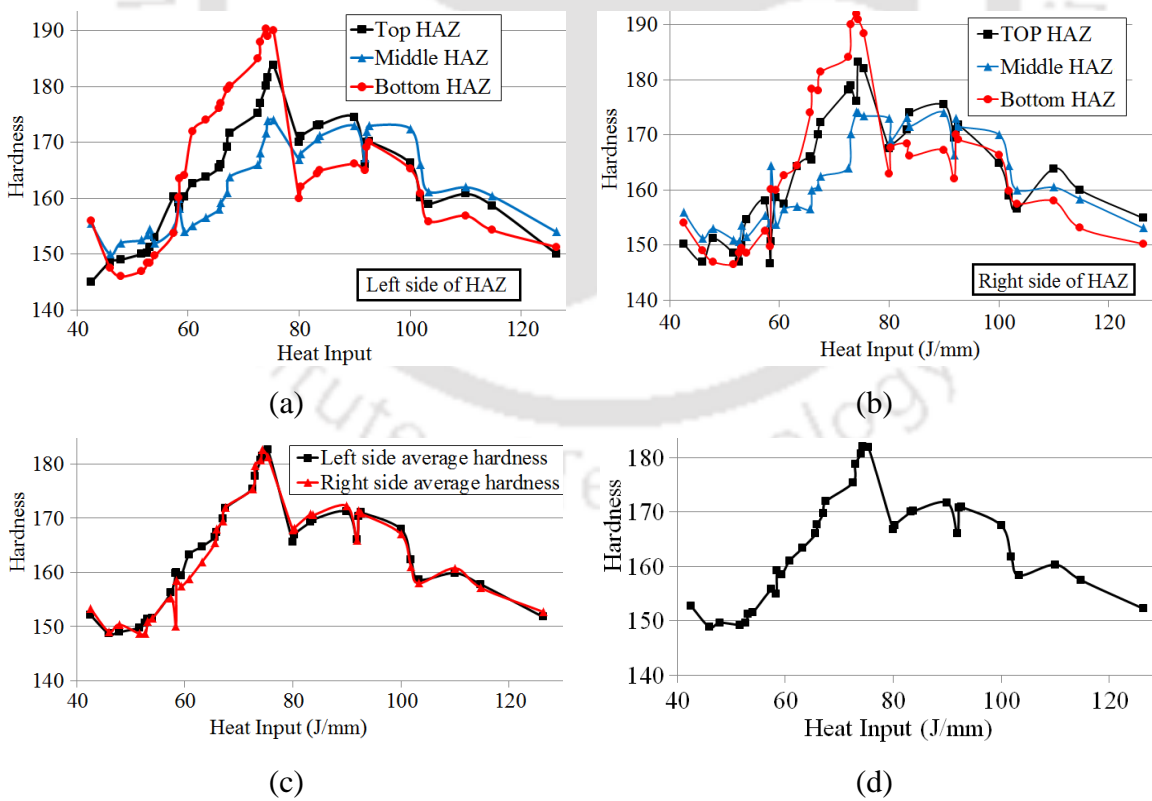 190
180
170
160
150
140
Hardness
Top HAZ
Middle HAZ
Bottom HAZ
Left side of HAZ
40 60 80 100 120
Heat Input
(a)
190
180
170
160
150
140
Hardness
TOP HAZ
Middle HAZ
Bottom HAZ
Right side of HAZ
40 60 80 100 120
Heat Input (J/mm)
(b)
180
170
160
150
140
Hardness
Left side average hardness
Right side average hardness
40 60 80 100 120
Heat Input (J/mm)
(c)
180
170
160
150
140
Hardness
40 60 80 100 120
Heat Input (J/mm)
(d)